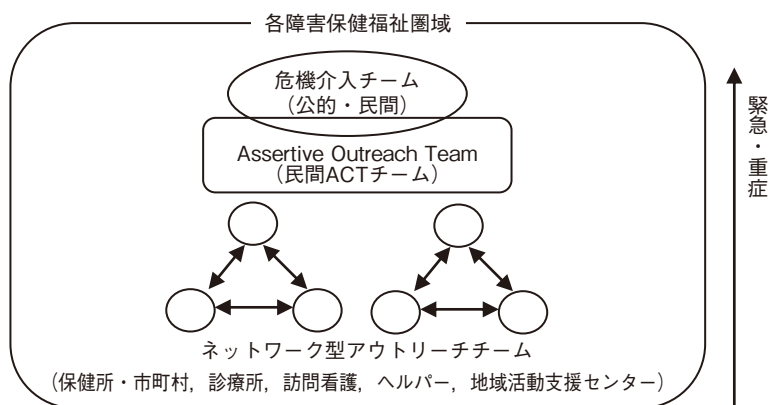 各障害保健福祉圏域
危機介入チーム
（公的・民間）
Assertive Outreach Team
（民間ACTチーム）
緊急・重症
ネットワーク型アウトリーチチーム
（保健所・市町村，診療所，訪問看護，ヘルパー，地域活動支援センター）